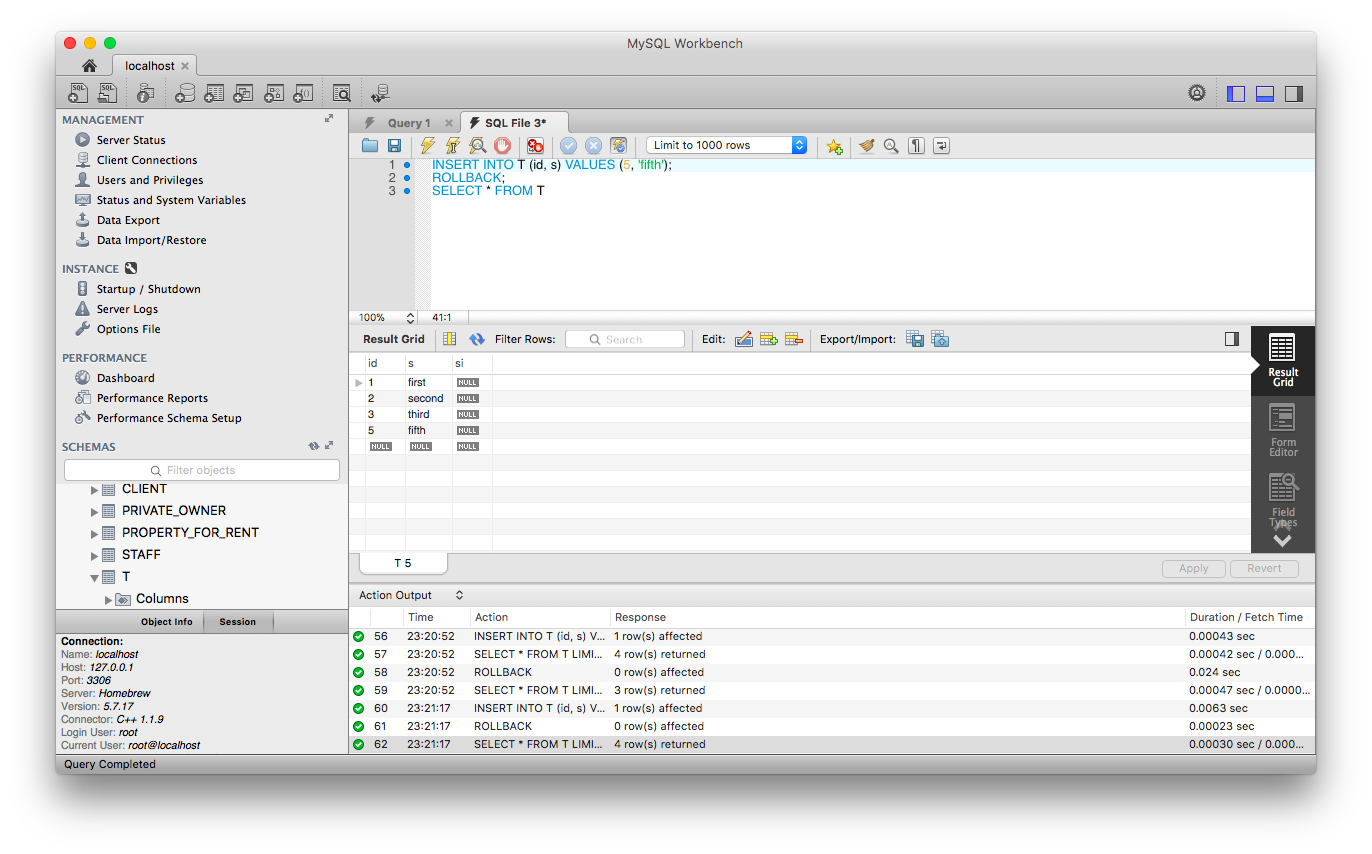 MySQL Workbench
localhost
Query 1
SQL File 3*
Limit to 1000 rows
1 INSERT INTO T (id, s) VALUES (5, 'fifth');
2 ROLLBACK;
3 SELECT * FROM T
100% 41:1
MANAGEMENT
Server Status
Client Connections
Users and Privileges
Status and System Variables
Data Export
Data Import/Restore
INSTANCE
Startup / Shutdown
Server Logs
Options File
PERFORMANCE
Dashboard
Performance Reports
Performance Schema Setup
SCHEMAS
Filter objects
CLIENT
PRIVATE_OWNER
PROPERTY_FOR_RENT
STAFF
T
Columns
Object Info Session
Connection:
Name: localhost
Host: 127.0.0.1
Port: 3306
Server: Homebrew
Version: 5.7.17
Connector: C++ 1.1.9
Login User: root
Current User: root@localhost
Result Grid Filter Rows: Search Edit: Export/Import:
id s si
1 first NULL
2 second NULL
3 third NULL
5 fifth NULL
NULL NULL NULL
Result
Grid
Form
Editor
Field
Types
T 5
Apply Revert
Action Output
Time Action Response Duration / Fetch Time
56 23:20:52 INSERT INTO T (id, s) V... 1 row(s) affected 0.00043 sec
57 23:20:52 SELECT * FROM T LIMI... 4 row(s) returned 0.00042 sec / 0.000...
58 23:20:52 ROLLBACK 0 row(s) affected 0.024 sec
59 23:20:52 SELECT * FROM T LIMI... 3 row(s) returned 0.00047 sec / 0.0000...
60 23:21:17 INSERT INTO T (id, s) V... 1 row(s) affected 0.0063 sec
61 23:21:17 ROLLBACK 0 row(s) affected 0.00023 sec
62 23:21:17 SELECT * FROM T LIMI... 4 row(s) returned 0.00030 sec / 0.000...
Query Completed